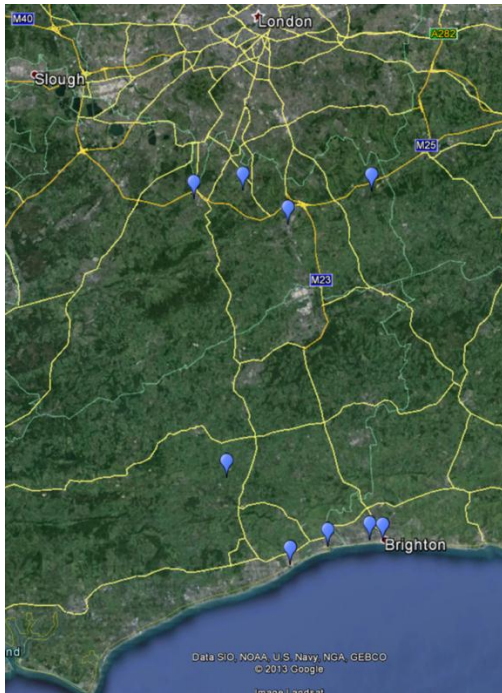 M40
London
A282
Slough
M25
M23
Brighton
nd
Data SIO, NOAA, U.S. Navy, NGA, GEBCO
© 2013 Google
Image Landsat